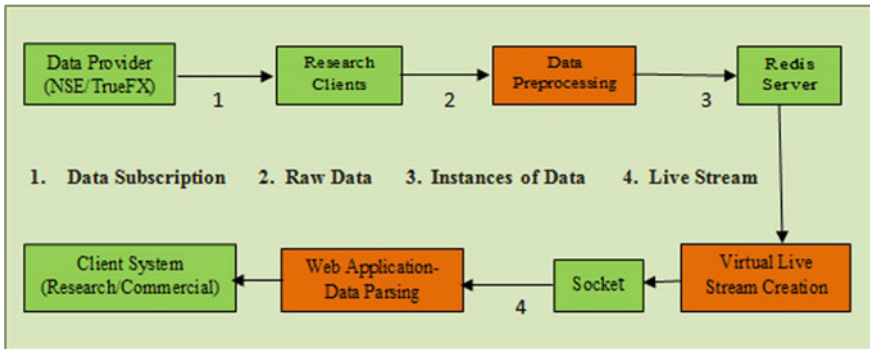 Data Provider
(NSE/TrueFX)
Research
Clients
Data
Preprocessing
Redis
Server
1
2
3
1. Data Subscription 2. Raw Data 3. Instances of Data 4. Live Stream
Client System
(Research/Commercial)
Web Application-
Data Parsing
Socket
Virtual Live
Stream Creation
4